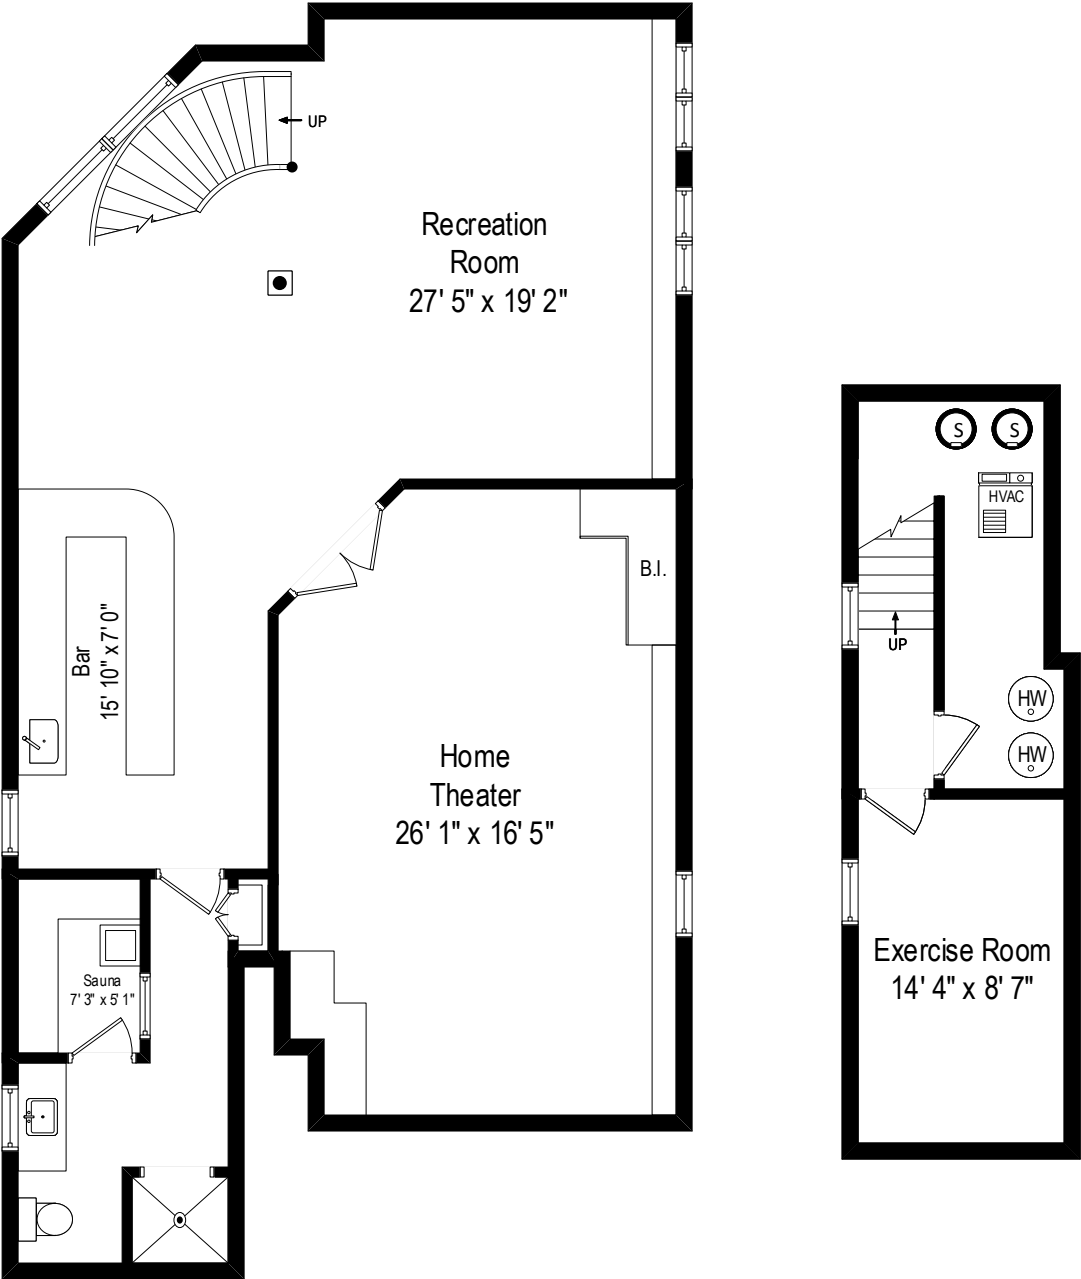 UP
Recreation
Room
27' 5" x 19' 2"
S
S
HVAC
B.I.
UP
Bar
15' 10" x 7' 0"
HW
HW
Home
Theater
26' 1" x 16' 5"
Exercise Room
14' 4" x 8' 7"
Sauna
7' 3" x 5' 1"